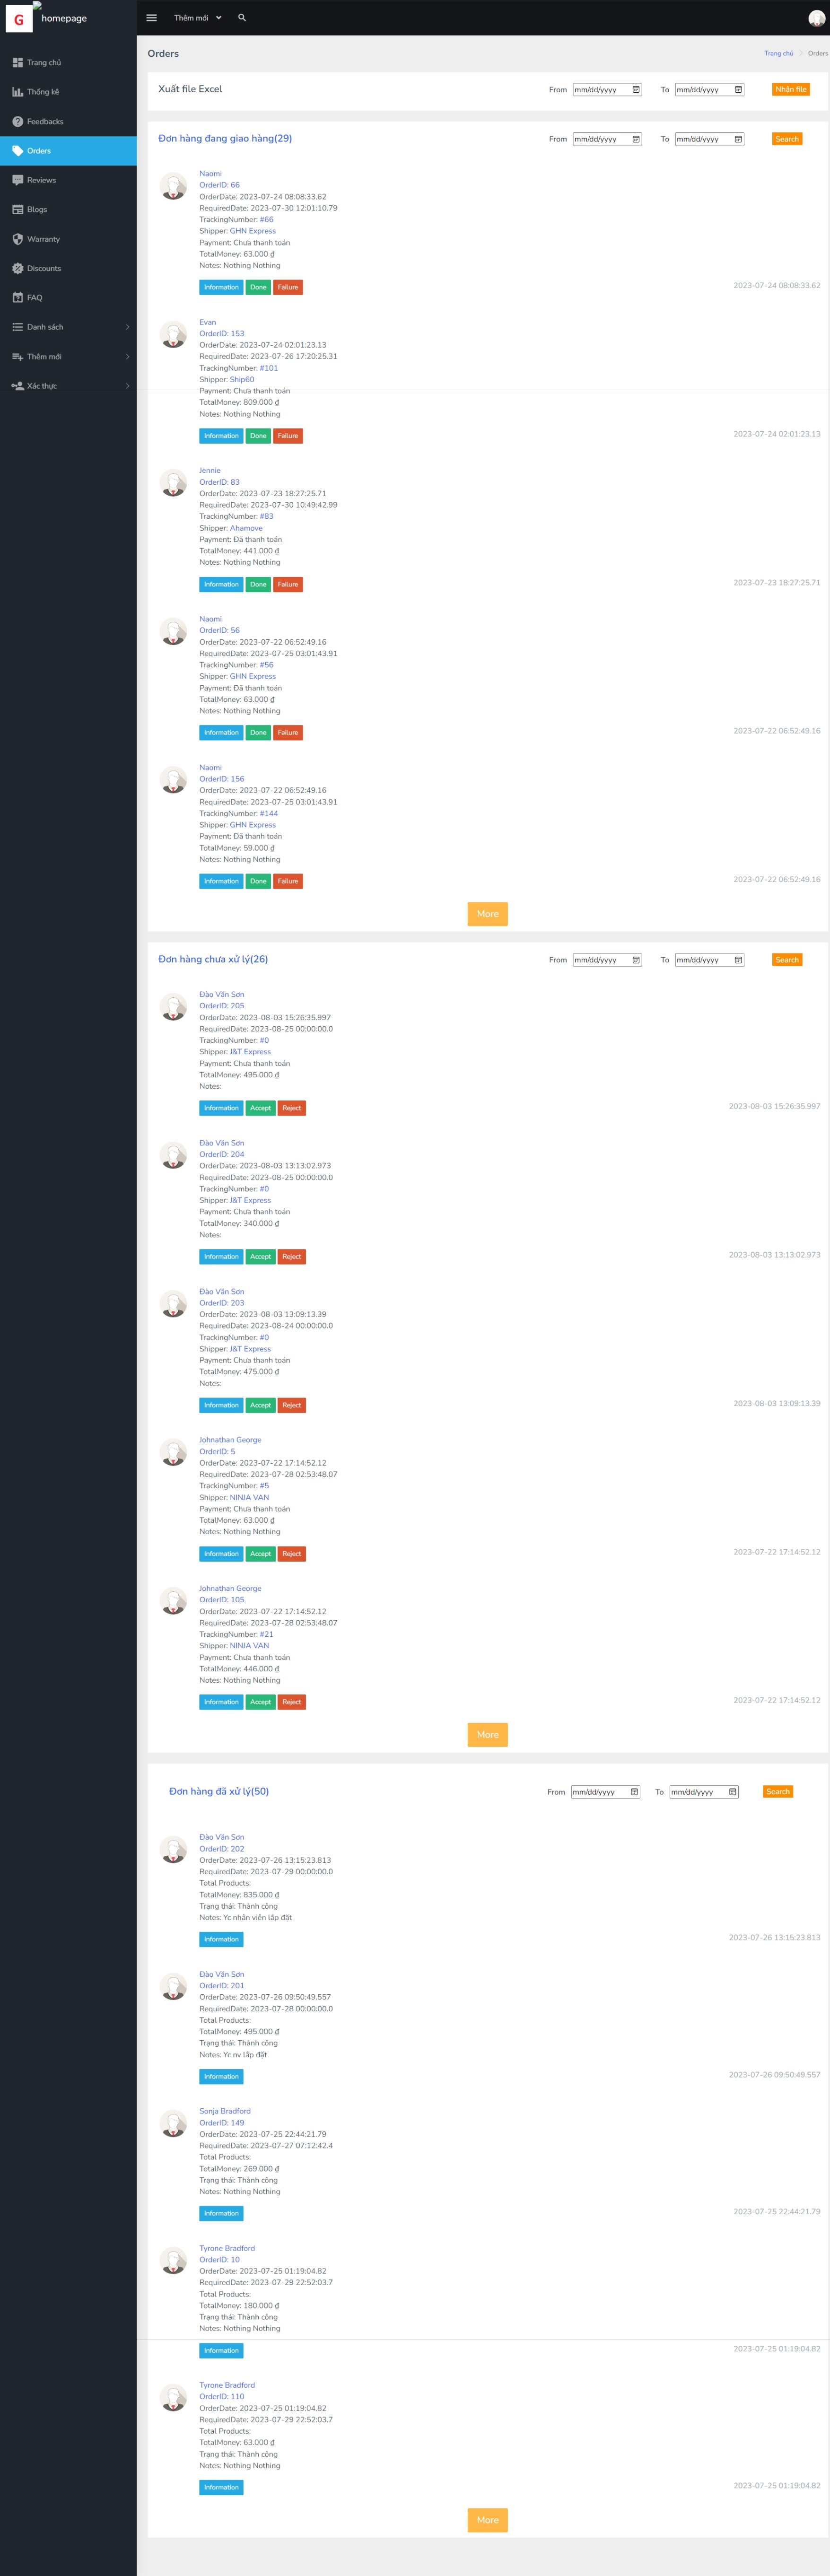 G homepage
Thêm mới
Trang chủ
Thống kê
Feedbacks
Orders
Reviews
Blogs
Warranty
Discounts
FAQ
Danh sách
Thêm mới
Xác thực
Orders
Trang chủ Orders
Xuất file Excel
From mm/dd/yyyy To mm/dd/yyyy Nhận file
Đơn hàng đang giao hàng(29)
From mm/dd/yyyy To mm/dd/yyyy Search
Naomi
OrderID: 66
OrderDate: 2023-07-24 08:08:33.62
RequiredDate: 2023-07-30 12:01:10.79
TrackingNumber: #66
Shipper: GHN Express
Payment: Chưa thanh toán
TotalMoney: 63.000 ₫
Notes: Nothing Nothing
Information Done Failure 2023-07-24 08:08:33.62
Evan
OrderID: 153
OrderDate: 2023-07-24 02:01:23.13
RequiredDate: 2023-07-26 17:20:25.31
TrackingNumber: #101
Shipper: Ship60
Payment: Chưa thanh toán
TotalMoney: 809.000 ₫
Notes: Nothing Nothing
Information Done Failure 2023-07-24 02:01:23.13
Jennie
OrderID: 83
OrderDate: 2023-07-23 18:27:25.71
RequiredDate: 2023-07-30 10:49:42.99
TrackingNumber: #83
Shipper: Ahamove
Payment: Đã thanh toán
TotalMoney: 441.000 ₫
Notes: Nothing Nothing
Information Done Failure 2023-07-23 18:27:25.71
Naomi
OrderID: 56
OrderDate: 2023-07-22 06:52:49.16
RequiredDate: 2023-07-25 03:01:43.91
TrackingNumber: #56
Shipper: GHN Express
Payment: Đã thanh toán
TotalMoney: 63.000 ₫
Notes: Nothing Nothing
Information Done Failure 2023-07-22 06:52:49.16
Naomi
OrderID: 156
OrderDate: 2023-07-22 06:52:49.16
RequiredDate: 2023-07-25 03:01:43.91
TrackingNumber: #144
Shipper: GHN Express
Payment: Đã thanh toán
TotalMoney: 59.000 ₫
Notes: Nothing Nothing
Information Done Failure 2023-07-22 06:52:49.16
More
Đơn hàng chưa xử lý(26)
From mm/dd/yyyy To mm/dd/yyyy Search
Đào Văn Sơn
OrderID: 205
OrderDate: 2023-08-03 15:26:35.997
RequiredDate: 2023-08-25 00:00:00.0
TrackingNumber: #0
Shipper: J&T Express
Payment: Chưa thanh toán
TotalMoney: 495.000 ₫
Notes:
Information Accept Reject 2023-08-03 15:26:35.997
Đào Văn Sơn
OrderID: 204
OrderDate: 2023-08-03 13:13:02.973
RequiredDate: 2023-08-25 00:00:00.0
TrackingNumber: #0
Shipper: J&T Express
Payment: Chưa thanh toán
TotalMoney: 340.000 ₫
Notes:
Information Accept Reject 2023-08-03 13:13:02.973
Đào Văn Sơn
OrderID: 203
OrderDate: 2023-08-03 13:09:13.39
RequiredDate: 2023-08-24 00:00:00.0
TrackingNumber: #0
Shipper: J&T Express
Payment: Chưa thanh toán
TotalMoney: 475.000 ₫
Notes:
Information Accept Reject 2023-08-03 13:09:13.39
Johnathan George
OrderID: 5
OrderDate: 2023-07-22 17:14:52.12
RequiredDate: 2023-07-28 02:53:48.07
TrackingNumber: #5
Shipper: NINJA VAN
Payment: Chưa thanh toán
TotalMoney: 63.000 ₫
Notes: Nothing Nothing
Information Accept Reject 2023-07-22 17:14:52.12
Johnathan George
OrderID: 105
OrderDate: 2023-07-22 17:14:52.12
RequiredDate: 2023-07-28 02:53:48.07
TrackingNumber: #21
Shipper: NINJA VAN
Payment: Chưa thanh toán
TotalMoney: 446.000 ₫
Notes: Nothing Nothing
Information Accept Reject 2023-07-22 17:14:52.12
More
Đơn hàng đã xử lý(50)
From mm/dd/yyyy To mm/dd/yyyy Search
Đào Văn Sơn
OrderID: 202
OrderDate: 2023-07-26 13:15:23.813
RequiredDate: 2023-07-29 00:00:00.0
Total Products:
TotalMoney: 835.000 ₫
Trạng thái: Thành công
Notes: Yc nhân viên lắp đặt
Information 2023-07-26 13:15:23.813
Đào Văn Sơn
OrderID: 201
OrderDate: 2023-07-26 09:50:49.557
RequiredDate: 2023-07-28 00:00:00.0
Total Products:
TotalMoney: 495.000 ₫
Trạng thái: Thành công
Notes: Yc nv lắp đặt
Information 2023-07-26 09:50:49.557
Sonja Bradford
OrderID: 149
OrderDate: 2023-07-25 22:44:21.79
RequiredDate: 2023-07-27 07:12:42.4
Total Products:
TotalMoney: 269.000 ₫
Trạng thái: Thành công
Notes: Nothing Nothing
Information 2023-07-25 22:44:21.79
Tyrone Bradford
OrderID: 10
OrderDate: 2023-07-25 01:19:04.82
RequiredDate: 2023-07-29 22:52:03.7
Total Products:
TotalMoney: 180.000 ₫
Trạng thái: Thành công
Notes: Nothing Nothing
Information 2023-07-25 01:19:04.82
Tyrone Bradford
OrderID: 110
OrderDate: 2023-07-25 01:19:04.82
RequiredDate: 2023-07-29 22:52:03.7
Total Products:
TotalMoney: 63.000 ₫
Trạng thái: Thành công
Notes: Nothing Nothing
Information 2023-07-25 01:19:04.82
More